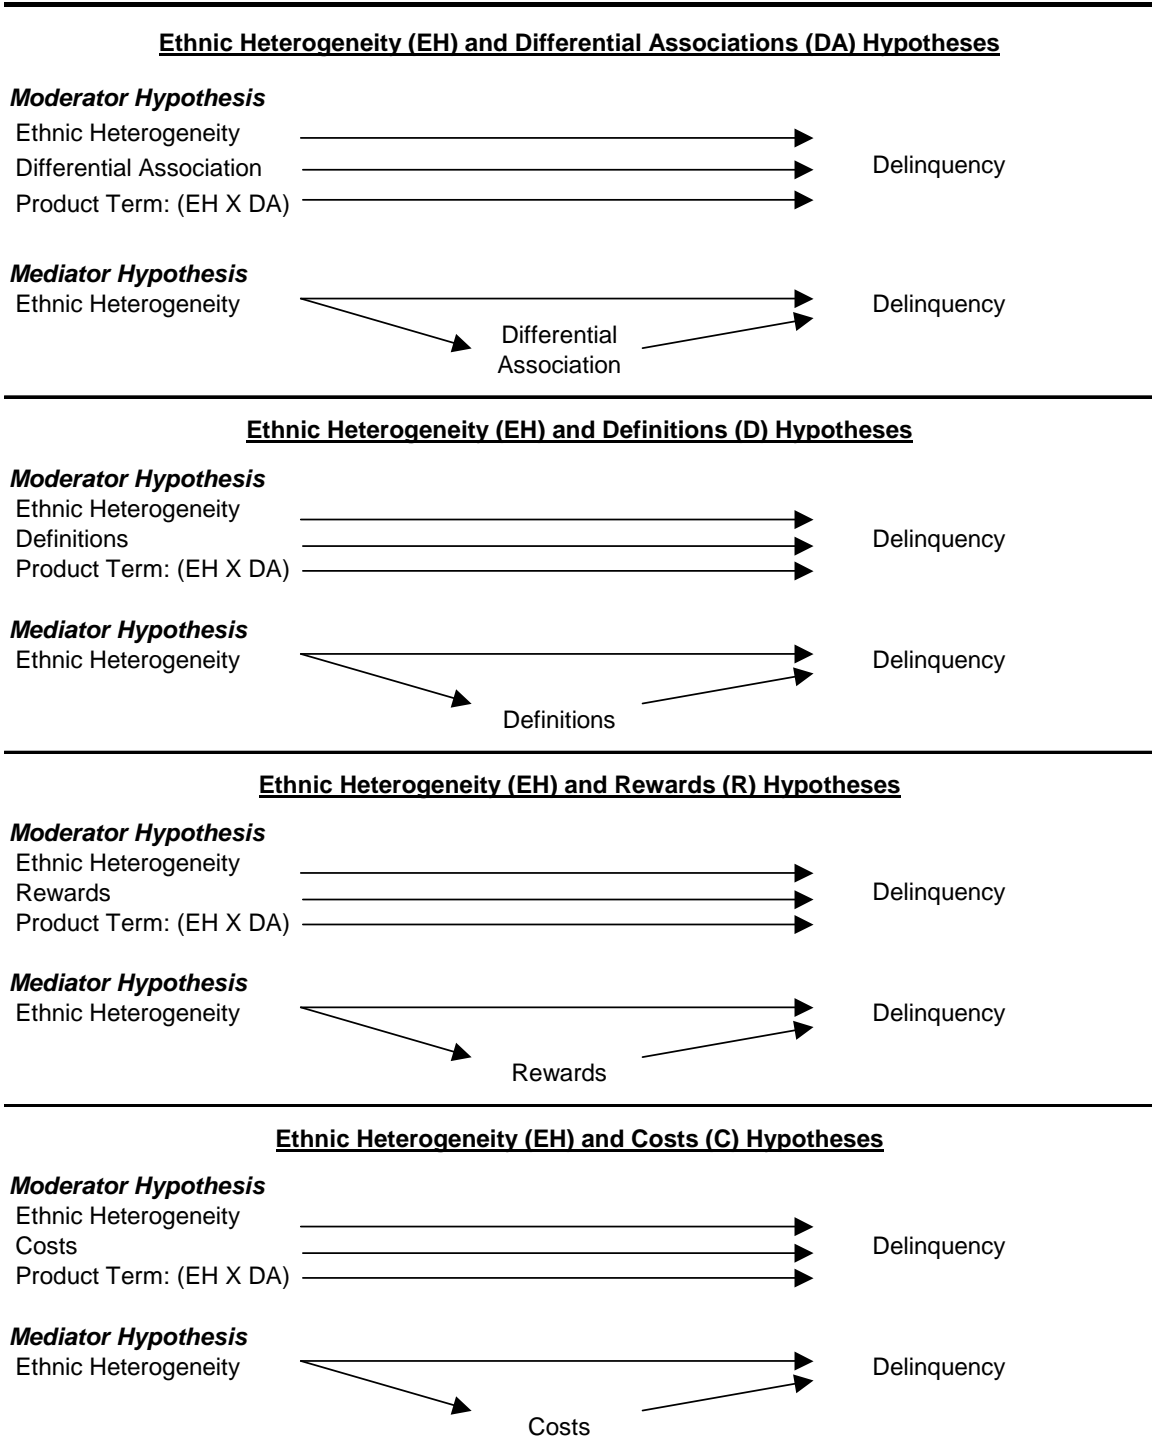 Ethnic Heterogeneity (EH) and Differential Associations (DA) Hypotheses
Moderator Hypothesis
Ethnic Heterogeneity
Differential Association
Delinquency
Product Term: (EH X DA)
Mediator Hypothesis
Ethnic Heterogeneity
Delinquency
Differential
Association
Ethnic Heterogeneity (EH) and Definitions (D) Hypotheses
Moderator Hypothesis
Ethnic Heterogeneity
Definitions
Delinquency
Product Term: (EH X DA)
Mediator Hypothesis
Ethnic Heterogeneity
Delinquency
Definitions
Ethnic Heterogeneity (EH) and Rewards (R) Hypotheses
Moderator Hypothesis
Ethnic Heterogeneity
Rewards
Delinquency
Product Term: (EH X DA)
Mediator Hypothesis
Ethnic Heterogeneity
Delinquency
Rewards
Ethnic Heterogeneity (EH) and Costs (C) Hypotheses
Moderator Hypothesis
Ethnic Heterogeneity
Costs
Delinquency
Product Term: (EH X DA)
Mediator Hypothesis
Ethnic Heterogeneity
Delinquency
Costs